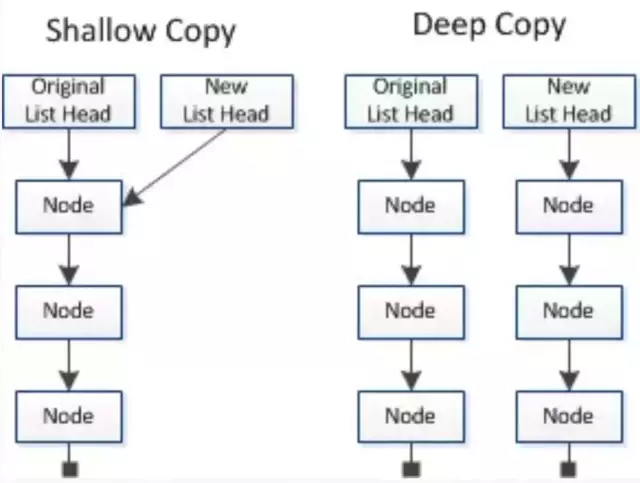 Shallow Copy
Original
List Head
New
List Head
Node
Node
Node
Deep Copy
Original
List Head
New
List Head
Node
Node
Node
Node
Node
Node